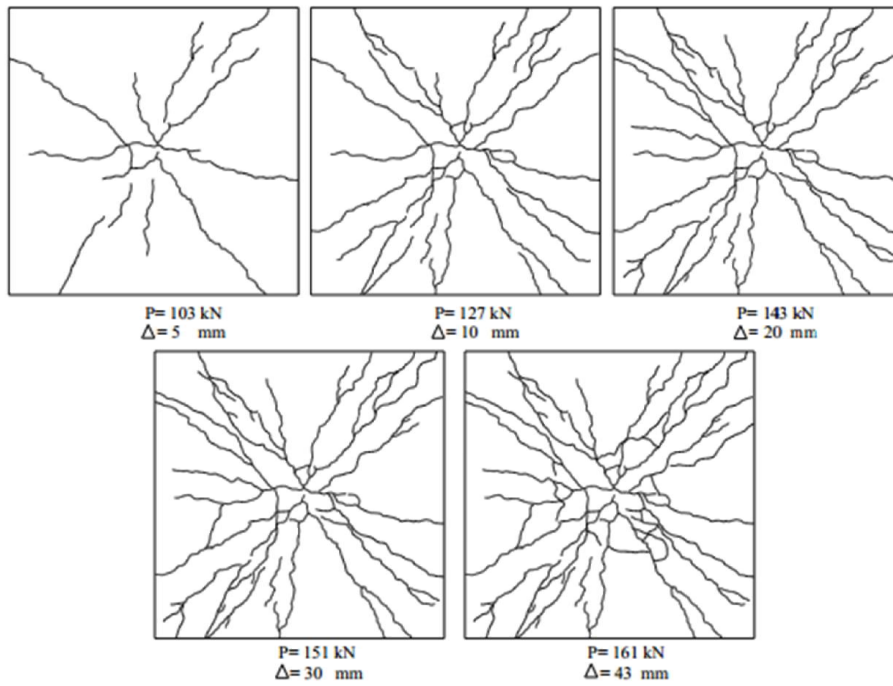 P= 103 kN
Δ= 5 mm
P= 127 kN
Δ= 10 mm
P= 143 kN
Δ= 20 mm
P= 151 kN
Δ= 30 mm
P= 161 kN
Δ= 43 mm